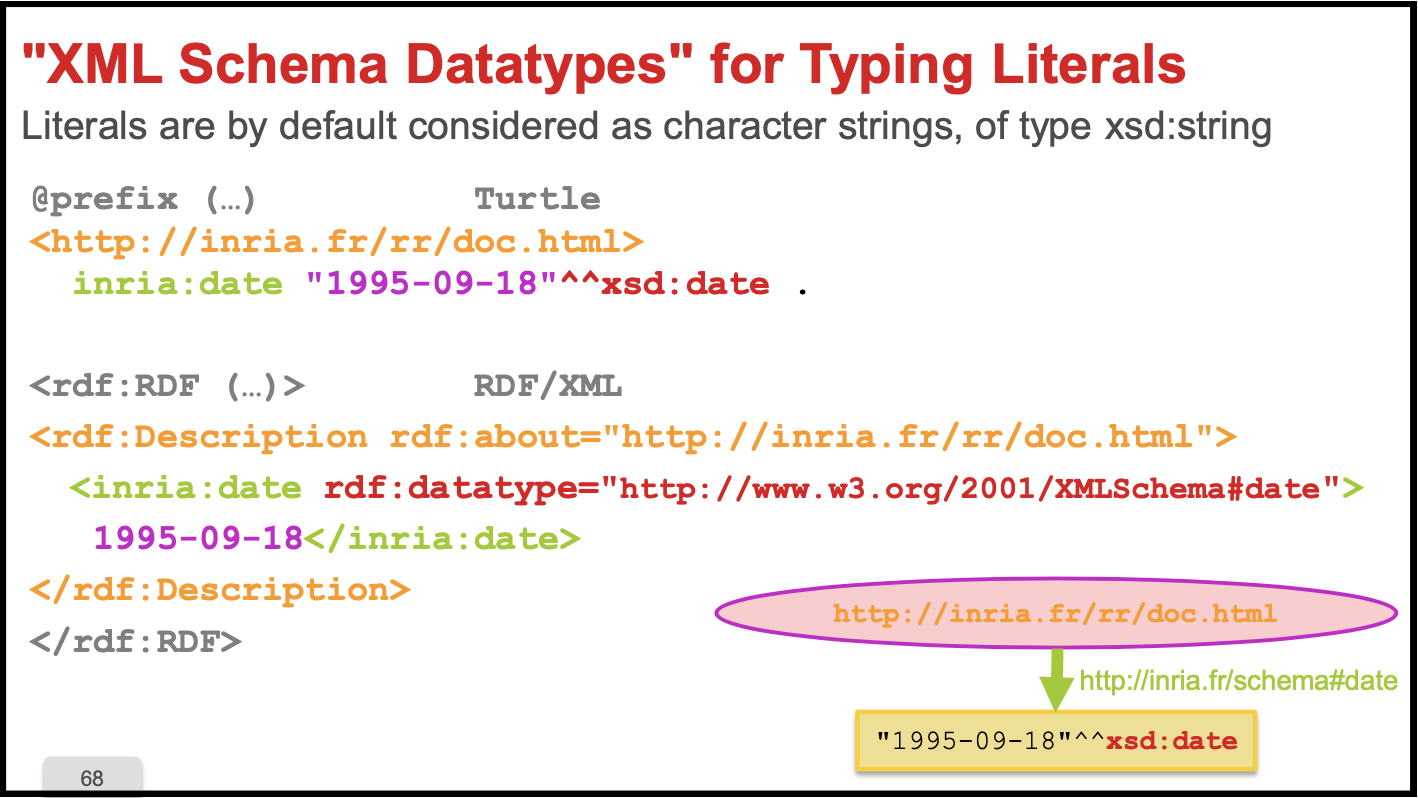 "XML Schema Datatypes" for Typing Literals
Literals are by default considered as character strings, of type xsd:string
@prefix (…) Turtle
<http://inria.fr/rr/doc.html>
inria:date "1995-09-18"^^xsd:date .
<rdf:RDF (…)> RDF/XML
<rdf:Description rdf:about="http://inria.fr/rr/doc.html">
<inria:date rdf:datatype="http://www.w3.org/2001/XMLSchema#date">
1995-09-18</inria:date>
</rdf:Description>
</rdf:RDF>
http://inria.fr/rr/doc.html
http://inria.fr/schema#date
"1995-09-18"^^xsd:date
68